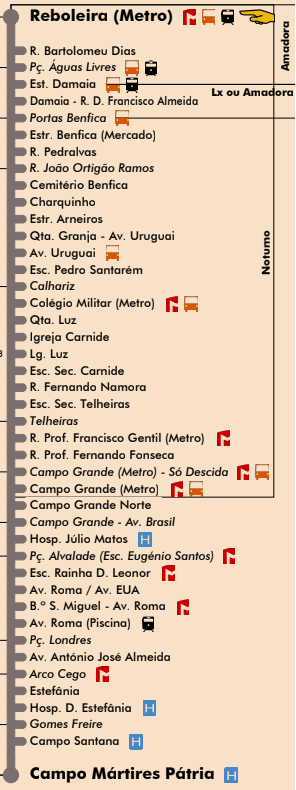 Reboleira (Metro)
Amadora
R. Bartolomeu Dias
Pç. Águas Livres
Est. Damaia
Lx ou Amadora
Damaia - R. D. Francisco Almeida
Portas Benfica
Estr. Benfica (Mercado)
R. Pedralvas
R. João Ortigão Ramos
Cemitério Benfica
Charquinho
Estr. Arneiros
Qta. Granja - Av. Uruguai
Noturno
Av. Uruguai
Esc. Pedro Santarém
Calhariz
Colégio Militar (Metro)
Qta. Luz
Igreja Carnide
Lg. Luz
Esc. Sec. Carnide
R. Fernando Namora
Esc. Sec. Telheiras
Telheiras
R. Prof. Francisco Gentil (Metro)
R. Prof. Fernando Fonseca
Campo Grande (Metro) - Só Descida
Campo Grande (Metro)
Campo Grande Norte
Campo Grande - Av. Brasil
Hosp. Júlio Matos H
Pç. Alvalade (Esc. Eugénio Santos)
Esc. Rainha D. Leonor
Av. Roma / Av. EUA
B.º S. Miguel - Av. Roma
Av. Roma (Piscina)
Pç. Londres
Av. António José Almeida
Arco Cego
Estefânia
Hosp. D. Estefânia H
Gomes Freire
Campo Santana H
Campo Mártires Pátria H